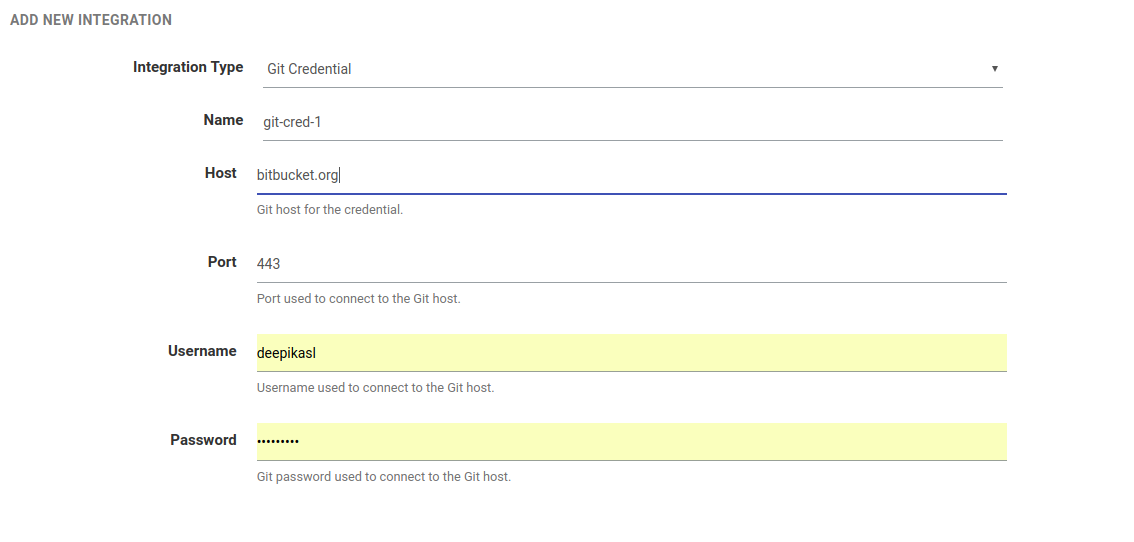 ADD NEW INTEGRATION
Integration Type Git Credential ▼
Name git-cred-1
Host bitbucket.org
Git host for the credential.
Port 443
Port used to connect to the Git host.
Username deepikasl
Username used to connect to the Git host.
Password •••••••••
Git password used to connect to the Git host.